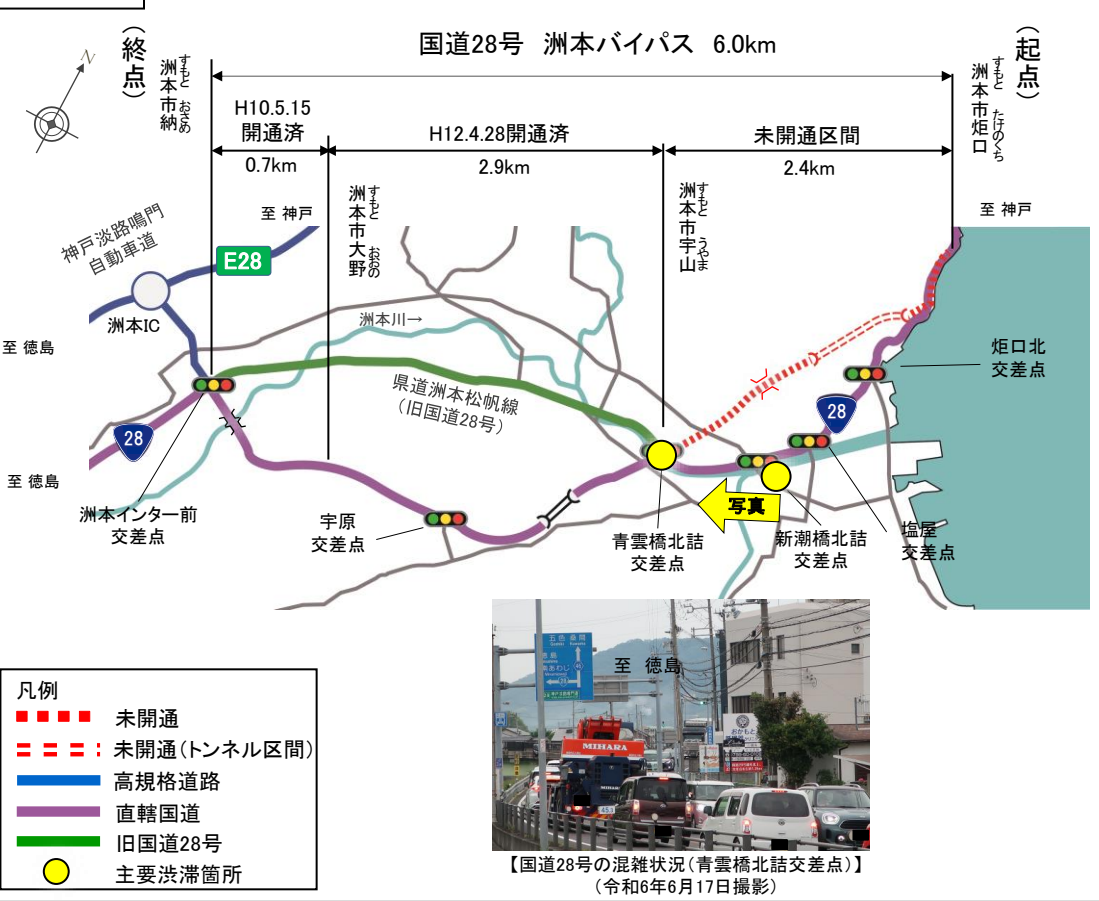 国道28号 洲本バイパス 6.0km
（終点）
洲本市納
すもと おさめ
（起点）
洲本市炬口
すもと たけのくち
N
H10.5.15
開通済
0.7km
H12.4.28開通済
2.9km
未開通区間
2.4km
洲本市大野
すもと おおの
洲本市宇山
すもと うやま
至 神戸
至 神戸
神戸淡路鳴門
自動車道
E28
洲本IC
洲本川→
至 徳島
県道洲本松帆線
（旧国道28号）
炬口北
交差点
28
28
至 徳島
洲本インター前
交差点
宇原
交差点
写真
青雲橋北詰
交差点
新潮橋北詰
交差点
塩屋
交差点
五色 桑間
至 徳島
MIHARA
MIHAR
453
おかもと
【国道28号の混雑状況（青雲橋北詰交差点）】
（令和6年6月17日撮影）
凡例
未開通
未開通（トンネル区間）
高規格道路
直轄国道
旧国道28号
主要渋滞箇所